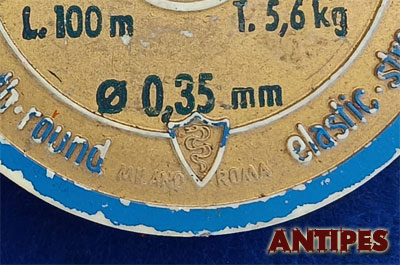 L. 100 m T. 5,6 kg
Ø 0,35 mm
round elastic
MILANO ROMA
ANTIPES